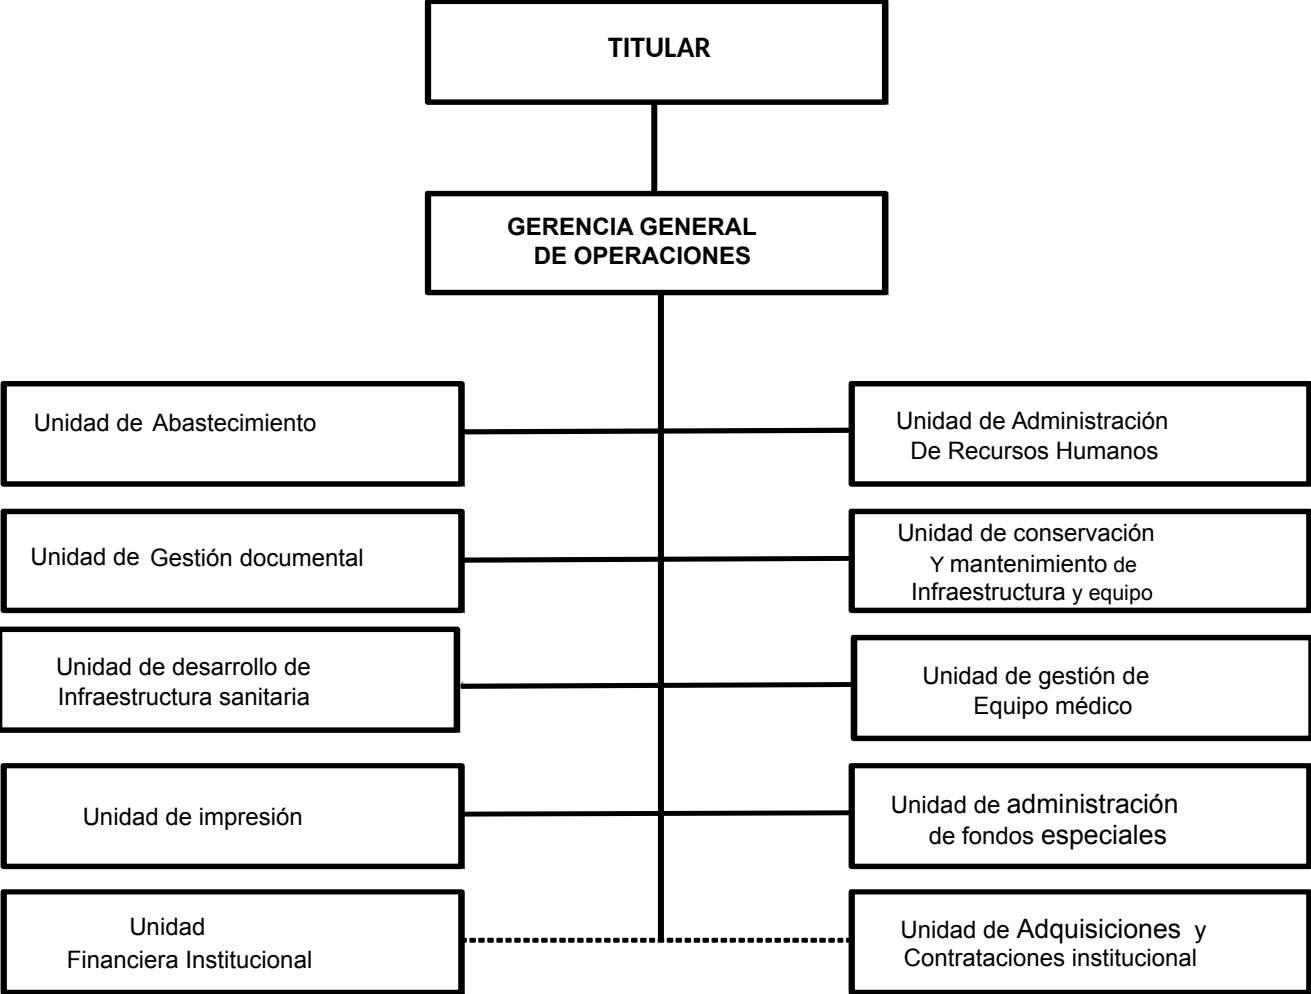 TITULAR
GERENCIA GENERAL
DE OPERACIONES
Unidad de Abastecimiento
Unidad de Administración
De Recursos Humanos
Unidad de Gestión documental
Unidad de conservación
Y mantenimiento de
Infraestructura y equipo
Unidad de desarrollo de
Infraestructura sanitaria
Unidad de gestión de
Equipo médico
Unidad de impresión
Unidad de administración
de fondos especiales
Unidad
Financiera Institucional
Unidad de Adquisiciones y
Contrataciones institucional